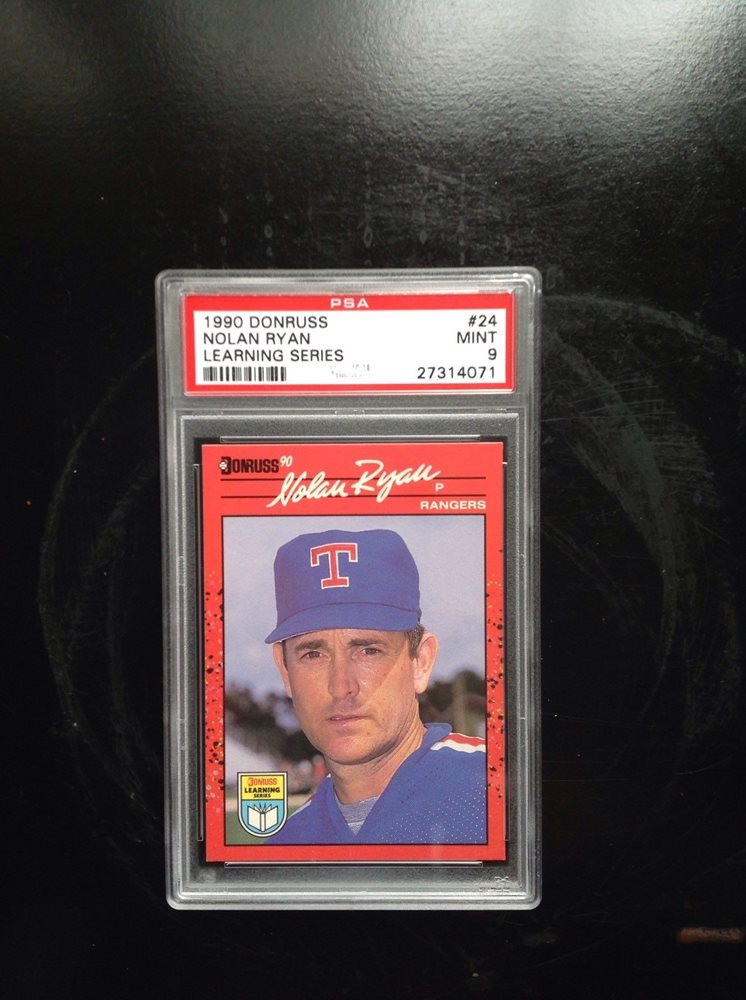 PSA
1990 DONRUSS #24
NOLAN RYAN MINT
LEARNING SERIES 9
27314071
DONRUSS 90
Nolan Ryan
P
RANGERS
T
DONRUSS
LEARNING
SERIES